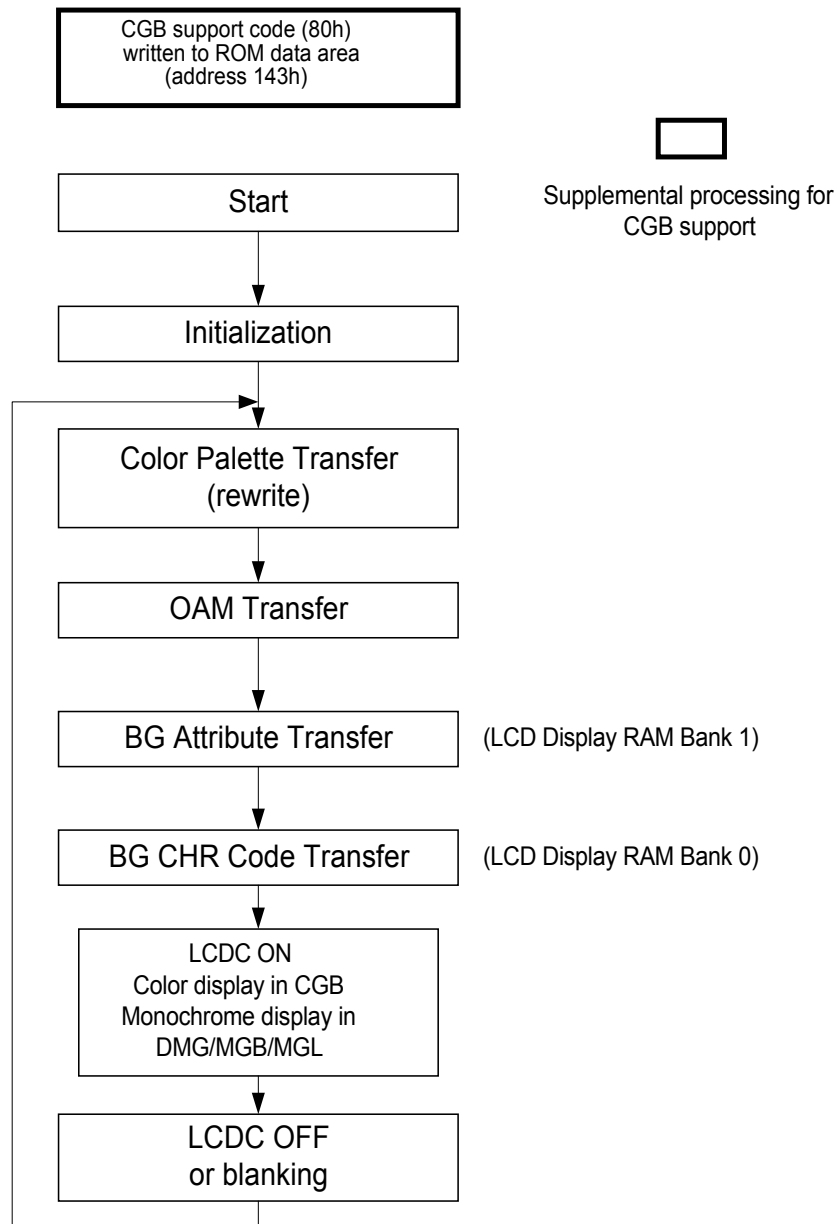 CGB support code (80h)
written to ROM data area
(address 143h)
Supplemental processing for
CGB support
Start
Initialization
Color Palette Transfer
(rewrite)
OAM Transfer
BG Attribute Transfer
(LCD Display RAM Bank 1)
BG CHR Code Transfer
(LCD Display RAM Bank 0)
LCDC ON
Color display in CGB
Monochrome display in
DMG/MGB/MGL
LCDC OFF
or blanking